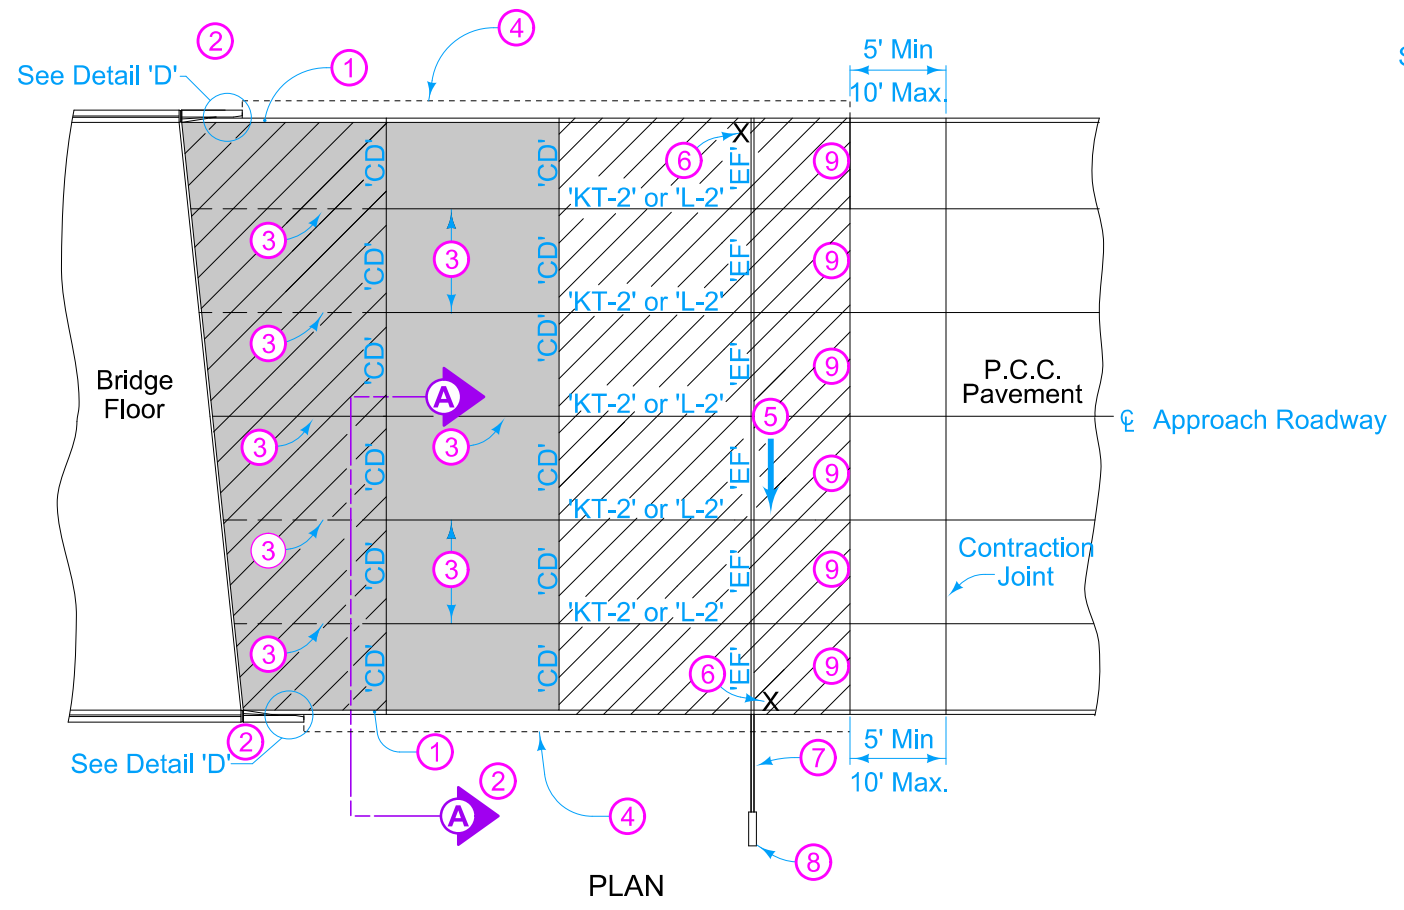 2
4
See Detail 'D'
1
5' Min
10' Max.
S
'CD'
'CD'
6
X
'EF'
9
'KT-2' or 'L-2'
3
'CD'
3
'CD'
'EF'
9
'KT-2' or 'L-2'
3
'CD'
'CD'
'EF'
9
Bridge
Floor
P.C.C.
Pavement
A
'KT-2' or 'L-2'
5
℄ Approach Roadway
3
3
'CD'
'CD'
'EF'
9
'KT-2' or 'L-2'
3
3
'CD'
'CD'
'EF'
9
Contraction
Joint
'KT-2' or 'L-2'
3
'CD'
'CD'
6
'EF'
X
9
2
See Detail 'D'
1
5' Min
10' Max.
2
7
A
4
8
PLAN